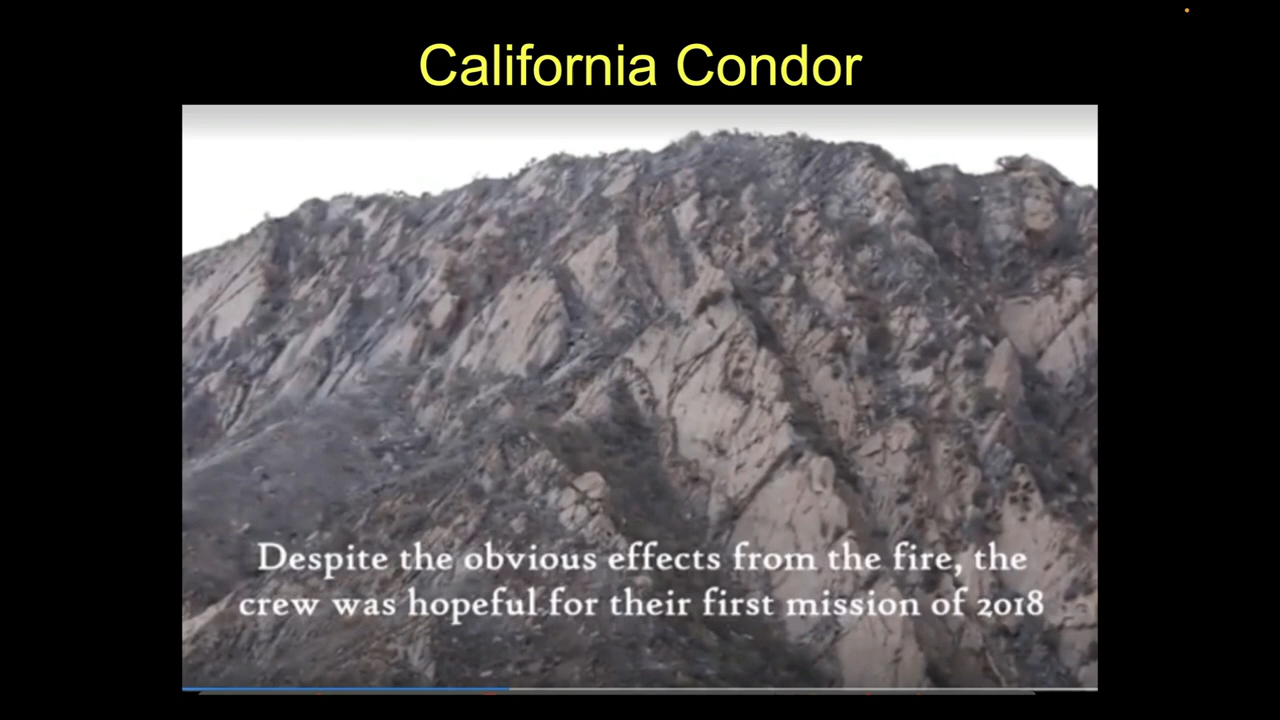 California Condor
Despite the obvious effects from the fire, the
crew was hopeful for their first mission of 2018